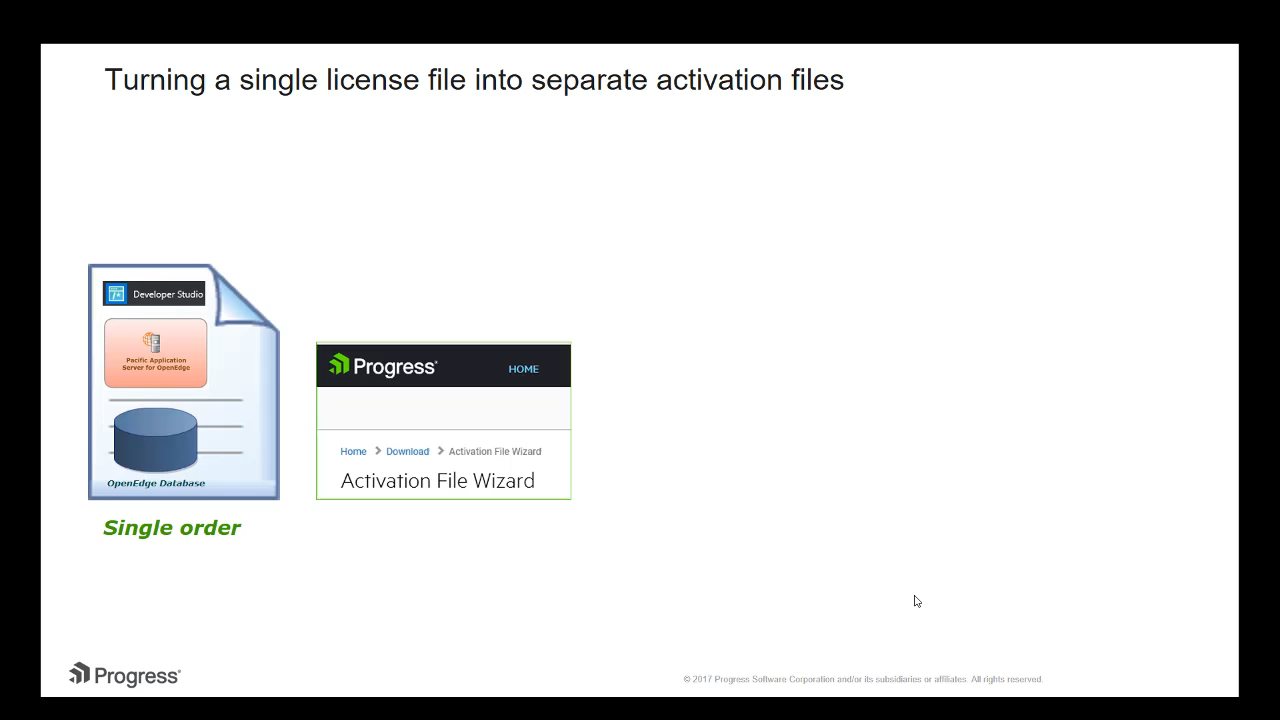 Turning a single license file into separate activation files
Developer Studio
Pacific Application
Server for OpenEdge
OpenEdge Database
Single order
Progress®
HOME
Home > Download > Activation File Wizard
Activation File Wizard
Progress®
© 2017 Progress Software Corporation and/or its subsidiaries or affiliates. All rights reserved.